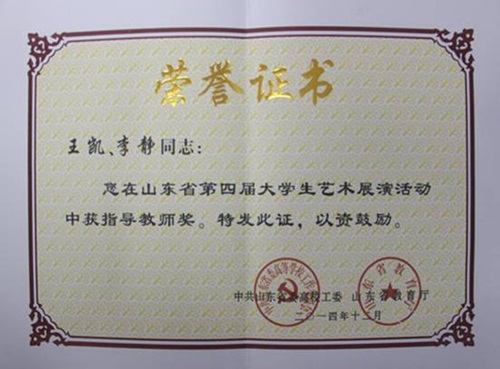 荣誉证书
王凯、李静同志：
您在山东省第四届大学生艺术展演活动
中获指导教师奖。特发此证，以资鼓励。
中共山东省委高校工委 山东省教育厅
二〇一四年十二月